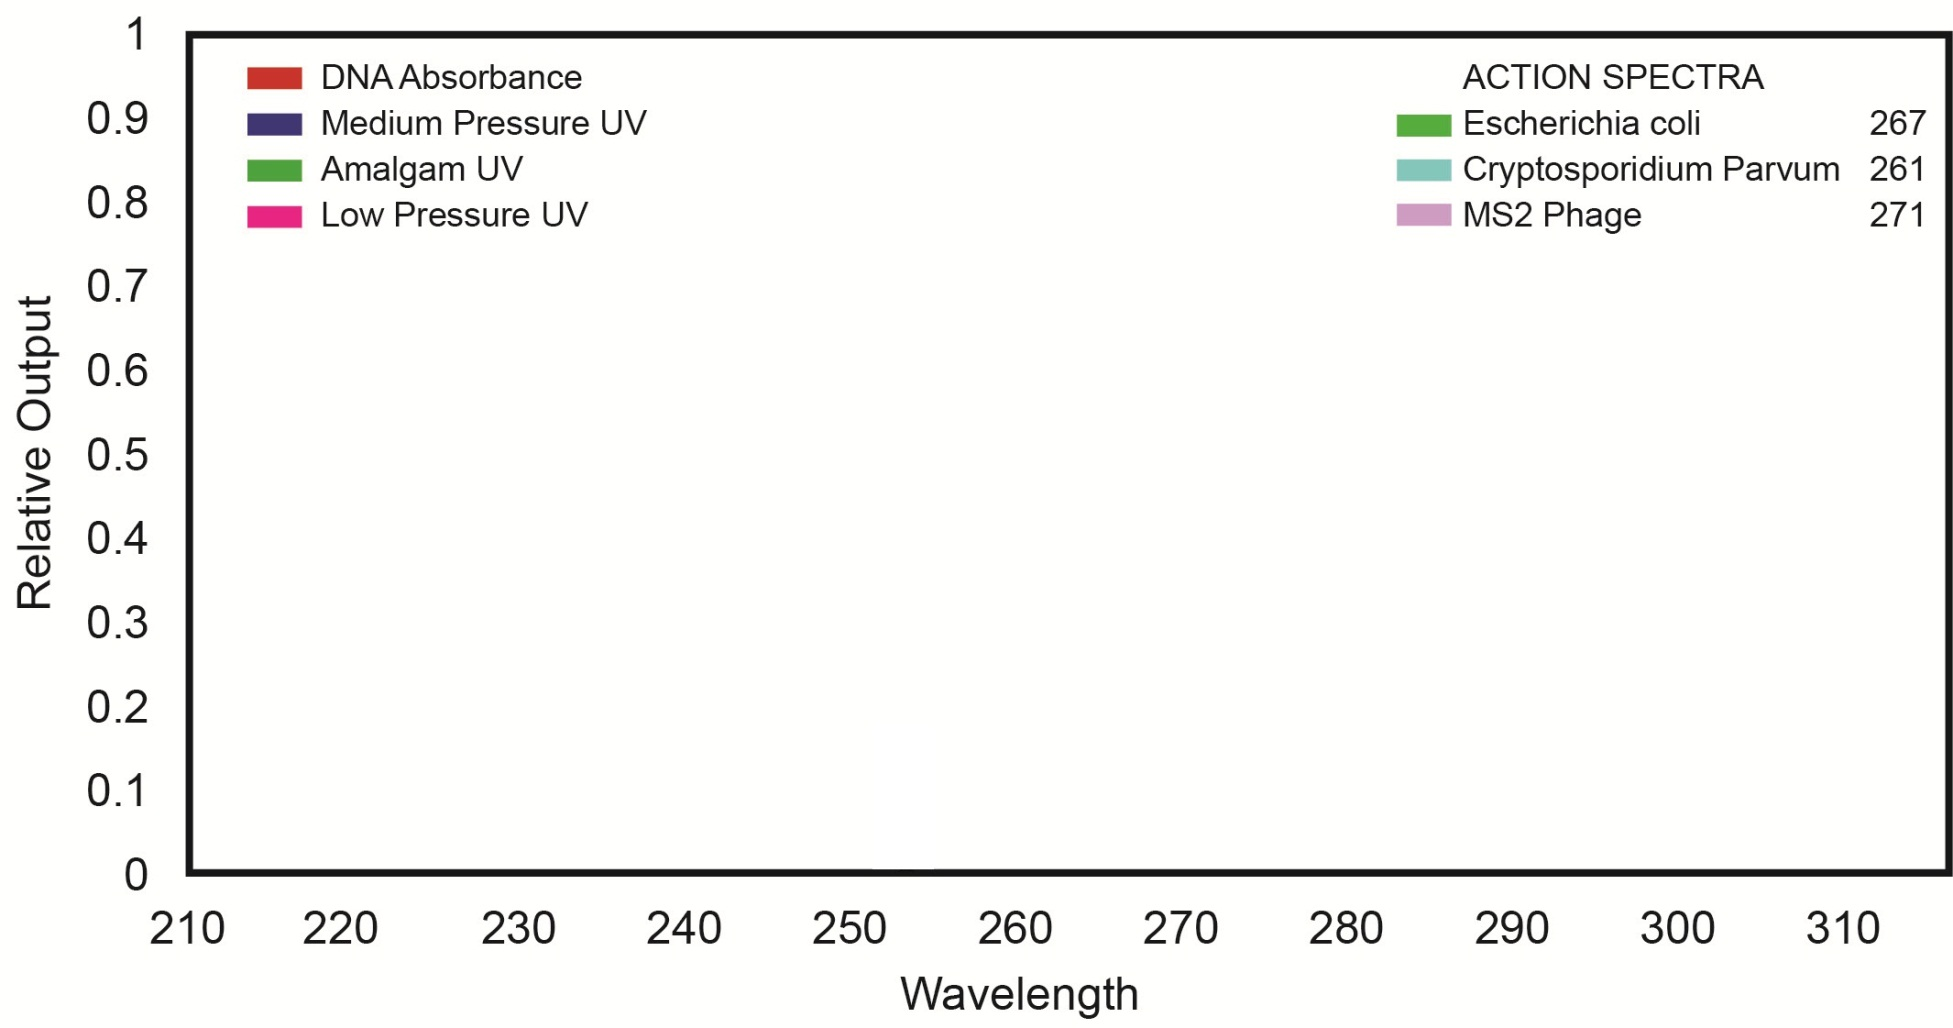 1
0.9
0.8
0.7
0.6
0.5
0.4
0.3
0.2
0.1
0
Relative Output
DNA Absorbance
Medium Pressure UV
Amalgam UV
Low Pressure UV
ACTION SPECTRA
Escherichia coli 267
Cryptosporidium Parvum 261
MS2 Phage 271
210 220 230 240 250 260 270 280 290 300 310
Wavelength